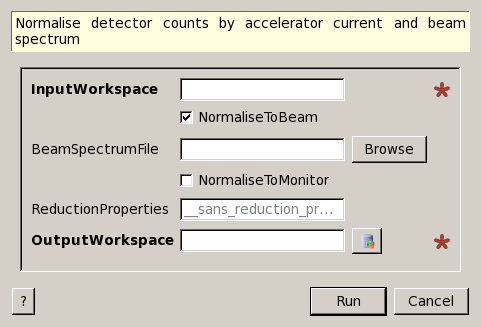 Normalise detector counts by accelerator current and beam
spectrum
InputWorkspace
NormaliseToBeam
BeamSpectrumFile
Browse
NormaliseToMonitor
ReductionProperties
__sans_reduction_pr...
OutputWorkspace
?
Run
Cancel